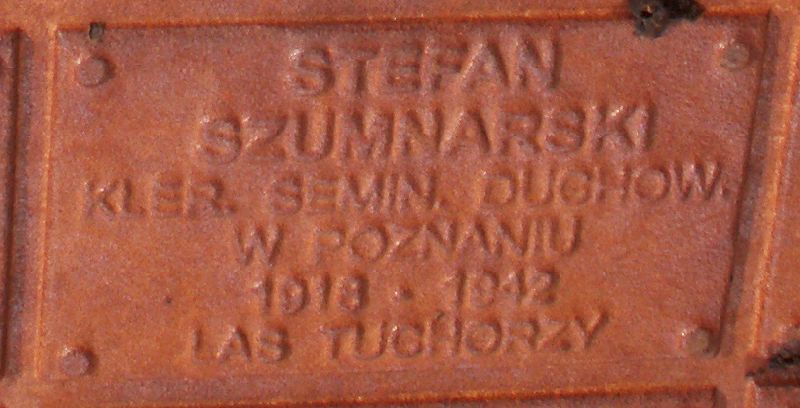 STEFAN
SZUMNARSKI
KLER. SEMIN. DUCHOW.
W POZNANIU
1918 - 1942
LAS TUCHORZY